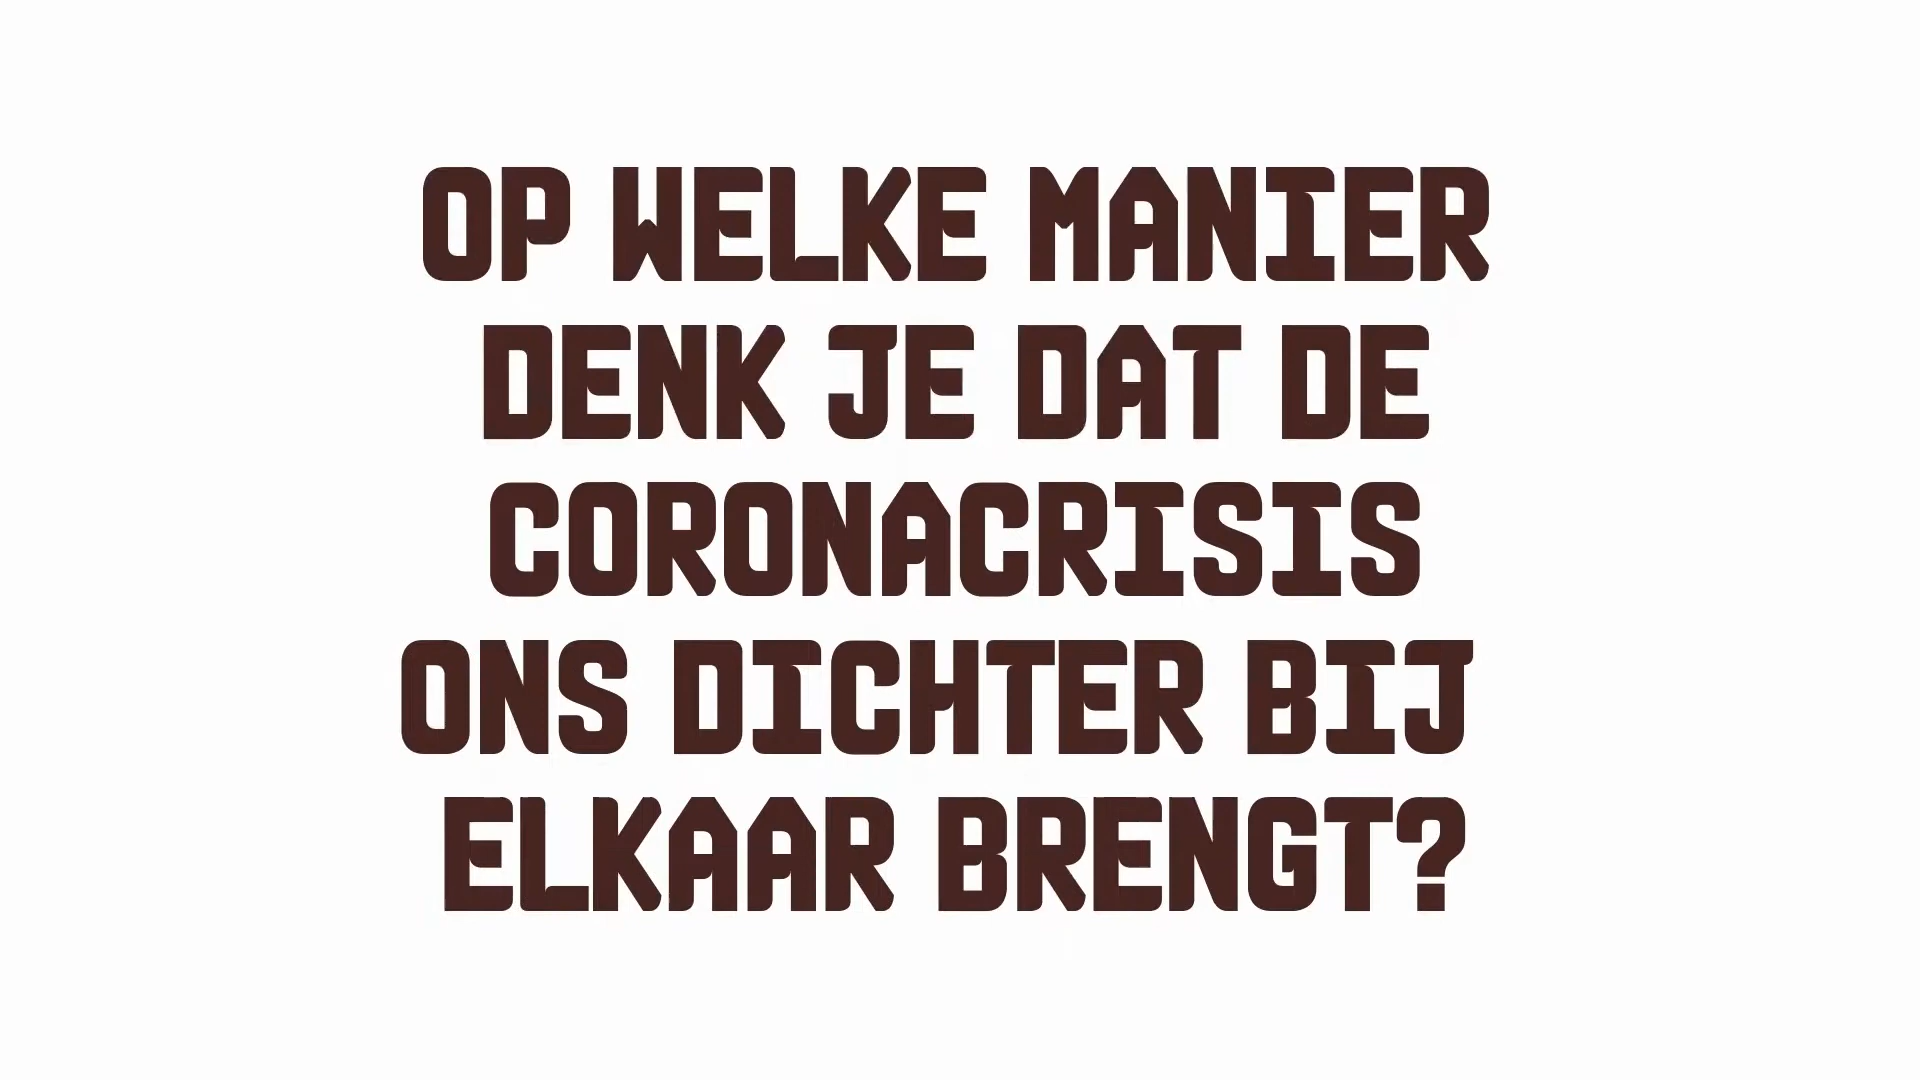 OP WELKE MANIER
DENK JE DAT DE
CORONACRISIS
ONS DICHTER BIJ
ELKAAR BRENGT?